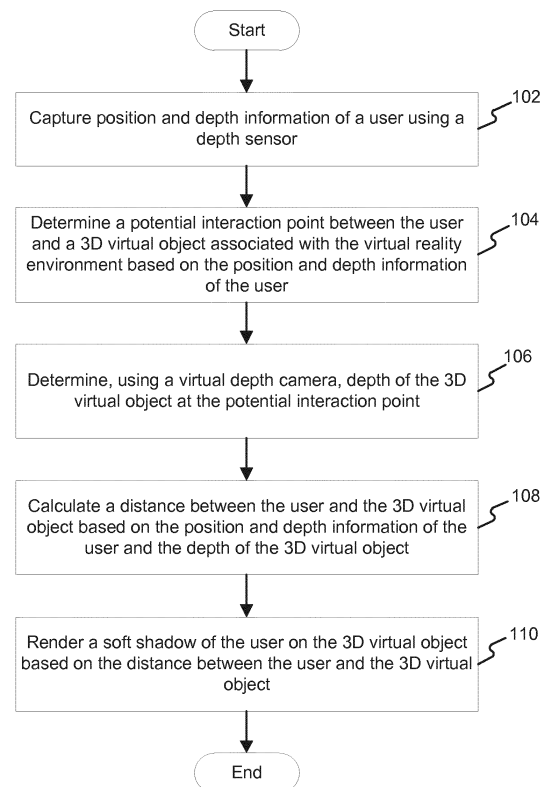 Start
102
Capture position and depth information of a user using a
depth sensor
104
Determine a potential interaction point between the user
and a 3D virtual object associated with the virtual reality
environment based on the position and depth information
of the user
106
Determine, using a virtual depth camera, depth of the 3D
virtual object at the potential interaction point
108
Calculate a distance between the user and the 3D virtual
object based on the position and depth information of the
user and the depth of the 3D virtual object
110
Render a soft shadow of the user on the 3D virtual object
based on the distance between the user and the 3D virtual
object
End